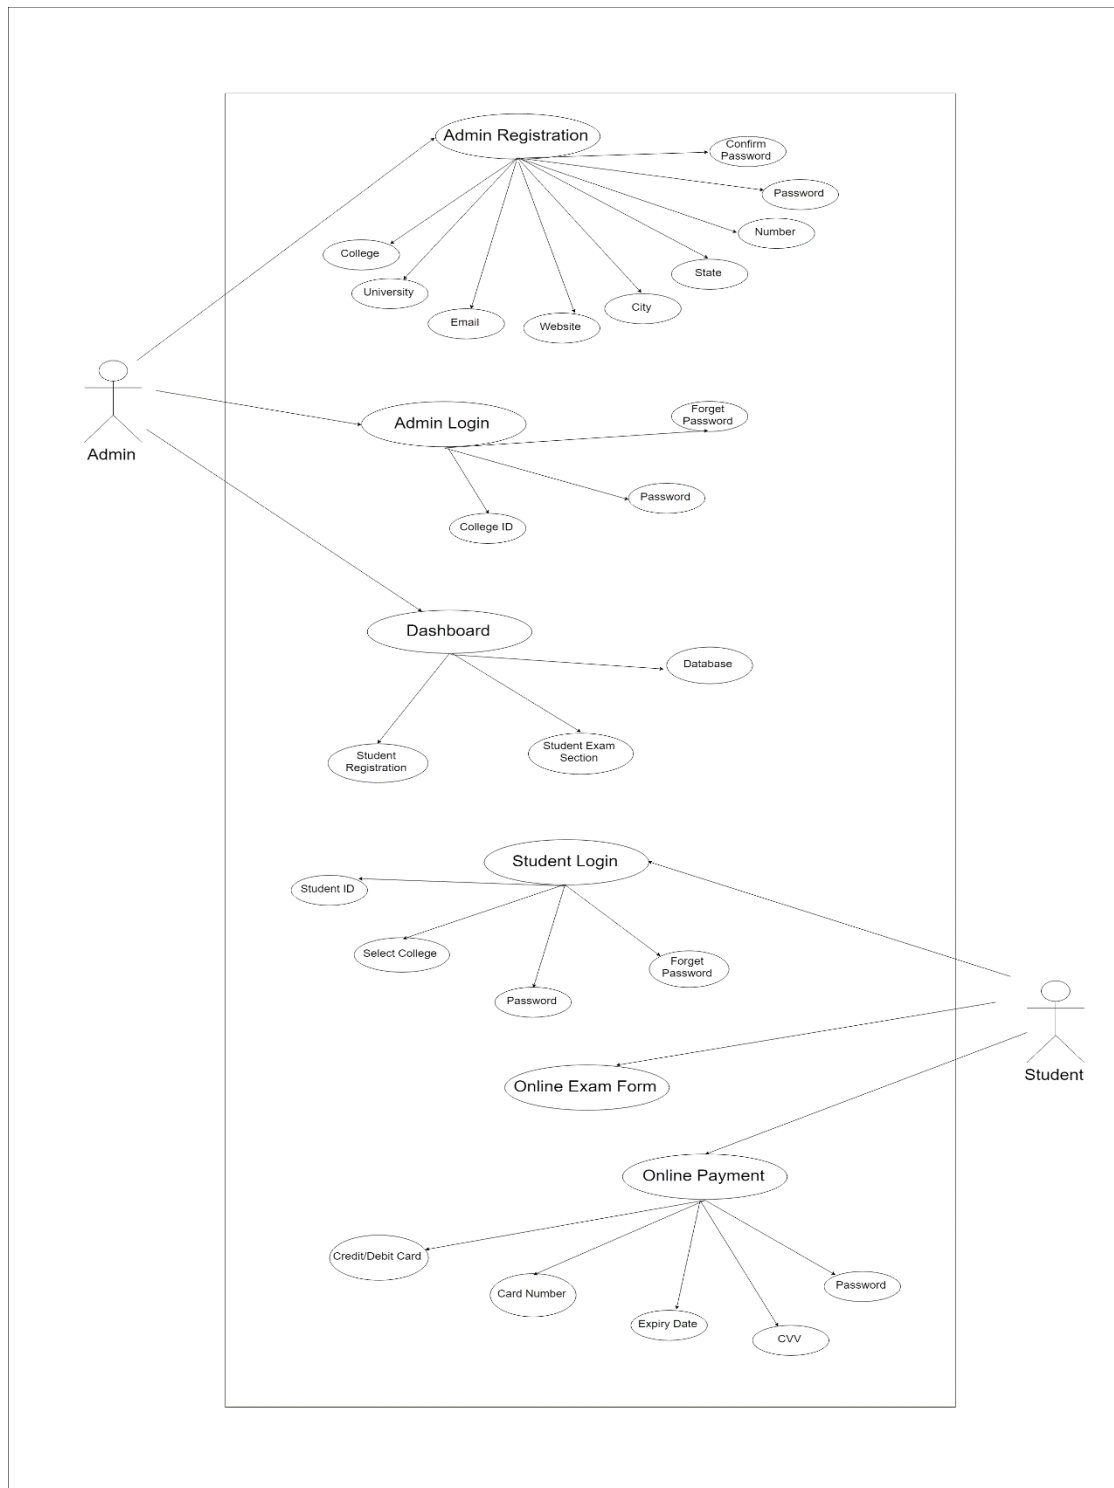 Admin Registration
Confirm
Password
Password
Number
College
State
University
City
Email
Website
Admin
Admin Login
Forget
Password
Password
College ID
Dashboard
Database
Student
Registration
Student Exam
Section
Student Login
Student ID
Select College
Forget
Password
Password
Student
Online Exam Form
Online Payment
Credit/Debit Card
Card Number
Password
Expiry Date
CVV